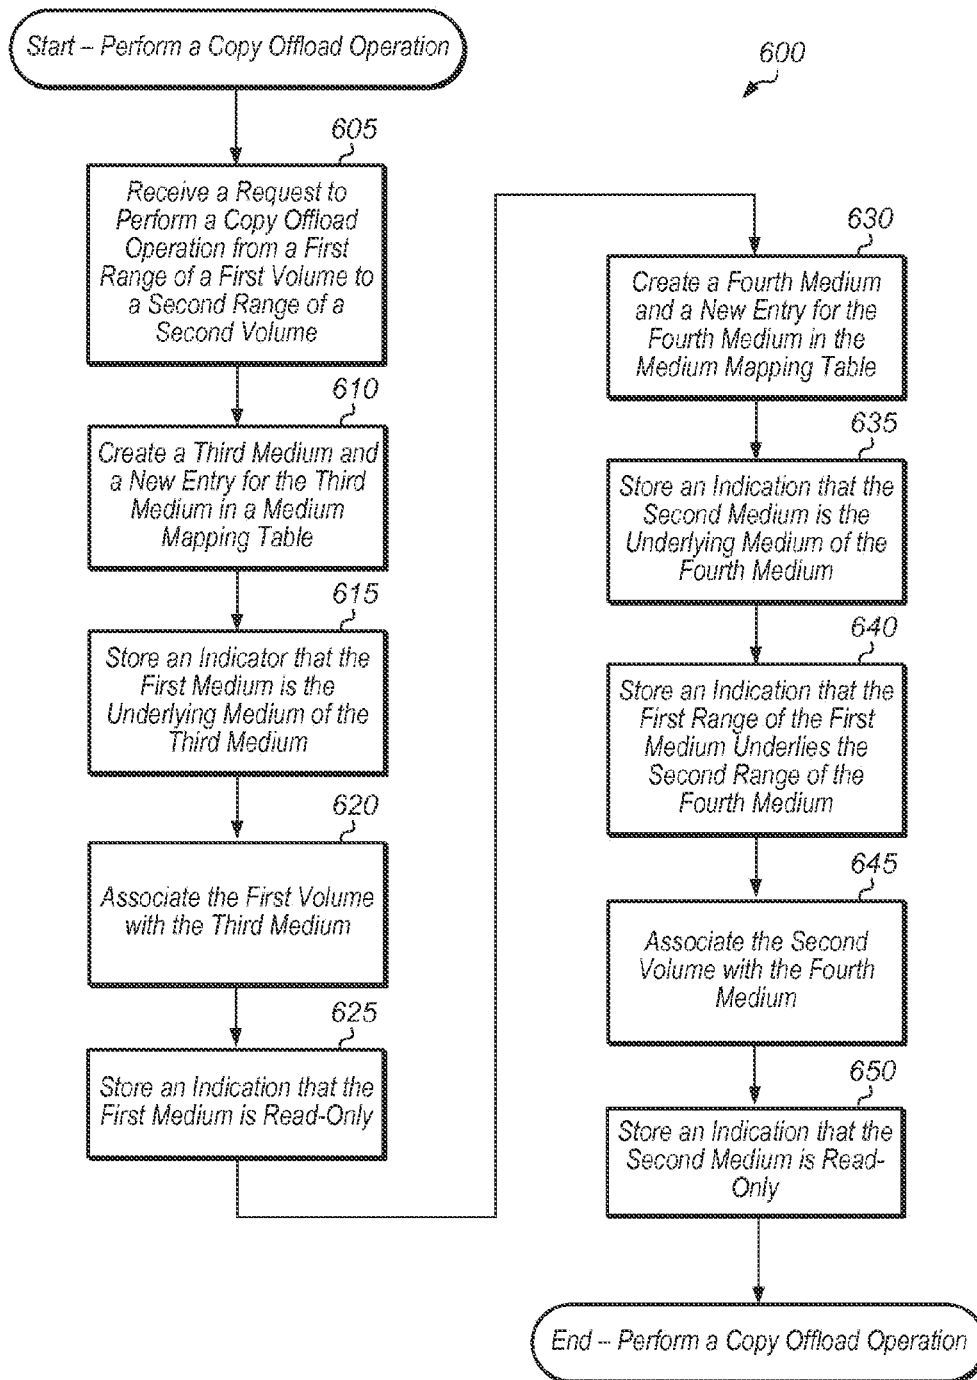 Start – Perform a Copy Offload Operation
600
605
Receive a Request to
Perform a Copy Offload
Operation from a First
Range of a First Volume to
a Second Range of a
Second Volume
610
Create a Third Medium and
a New Entry for the Third
Medium in a Medium
Mapping Table
615
Store an Indicator that the
First Medium is the
Underlying Medium of the
Third Medium
620
Associate the First Volume
with the Third Medium
625
Store an Indication that the
First Medium is Read-Only
630
Create a Fourth Medium
and a New Entry for the
Fourth Medium in the
Medium Mapping Table
635
Store an Indication that the
Second Medium is the
Underlying Medium of the
Fourth Medium
640
Store an Indication that the
First Range of the First
Medium Underlies the
Second Range of the
Fourth Medium
645
Associate the Second
Volume with the Fourth
Medium
650
Store an Indication that the
Second Medium is Read-
Only
End – Perform a Copy Offload Operation